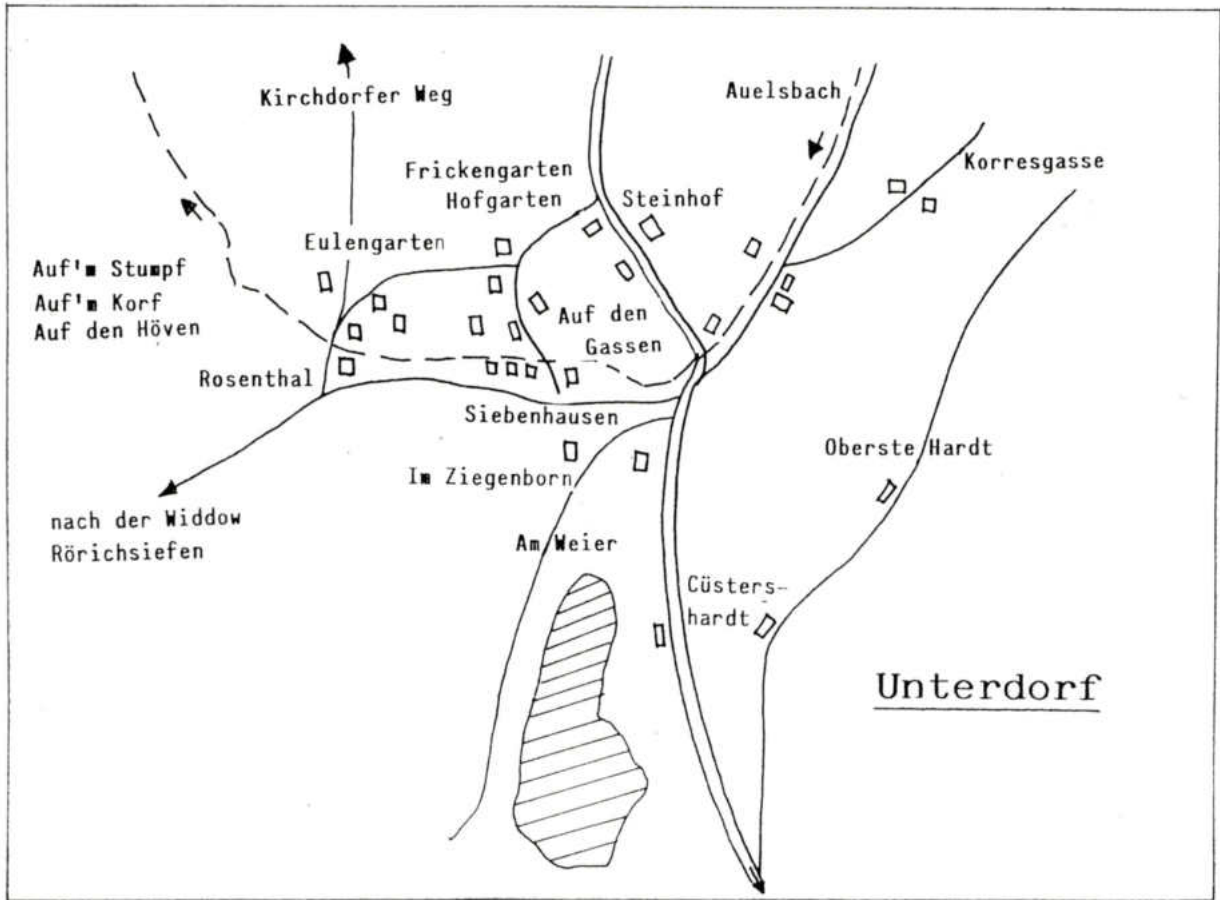 Kirchdorfer Weg
Auelsbach
Korresgasse
Frickengarten
Hofgarten
Steinhof
Eulengarten
Auf'm Stumpf
Auf'm Korf
Auf den Höven
Auf den
Gassen
Rosenthal
Siebenhausen
Oberste Hardt
Im Ziegenborn
nach der Widdow
Rörichsiefen
Am Weier
Cüsters-
hardt
Unterdorf